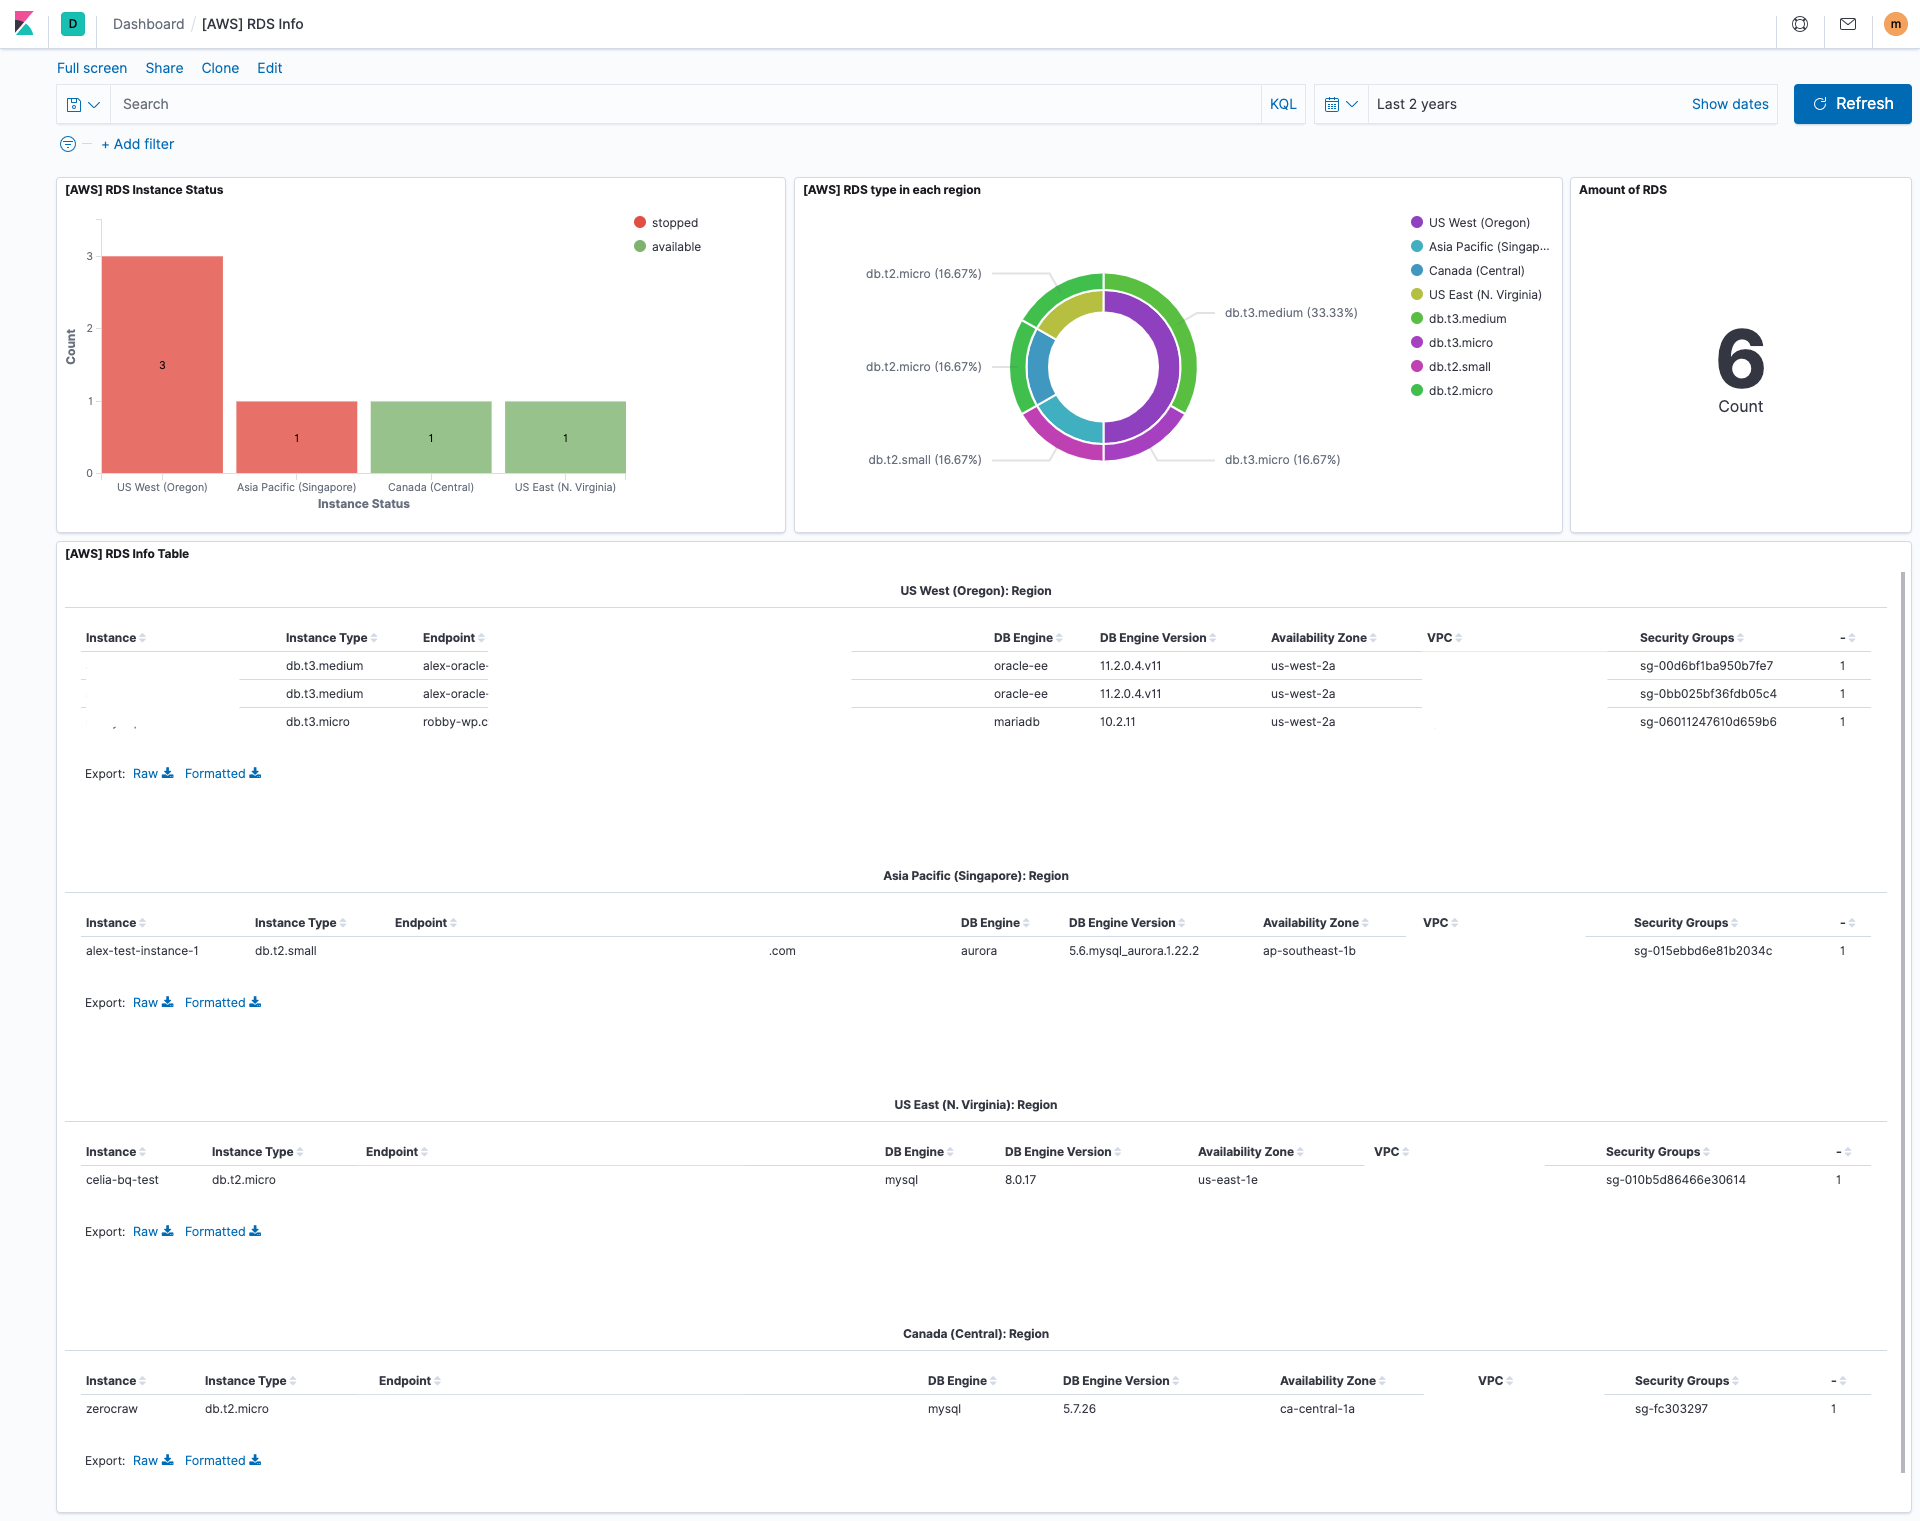 D Dashboard / [AWS] RDS Info m
Full screen Share Clone Edit
Search KQL Last 2 years Show dates Refresh
+ Add filter
[AWS] RDS Instance Status
stopped
available
Count
3
2
1
0
3
1
1
1
US West (Oregon) Asia Pacific (Singapore) Canada (Central) US East (N. Virginia)
Instance Status
[AWS] RDS type in each region
db.t2.micro (16.67%)
db.t3.medium (33.33%)
db.t2.micro (16.67%)
db.t2.small (16.67%)
db.t3.micro (16.67%)
US West (Oregon)
Asia Pacific (Singap...
Canada (Central)
US East (N. Virginia)
db.t3.medium
db.t3.micro
db.t2.small
db.t2.micro
Amount of RDS
6
Count
[AWS] RDS Info Table
US West (Oregon): Region
Instance Instance Type Endpoint DB Engine DB Engine Version Availability Zone VPC Security Groups -
db.t3.medium alex-oracle- oracle-ee 11.2.0.4.v11 us-west-2a sg-00d6bf1ba950b7fe7 1
db.t3.medium alex-oracle- oracle-ee 11.2.0.4.v11 us-west-2a sg-0bb025bf36fdb05c4 1
db.t3.micro robby-wp.c mariadb 10.2.11 us-west-2a sg-06011247610d659b6 1
Export: Raw Formatted
Asia Pacific (Singapore): Region
Instance Instance Type Endpoint DB Engine DB Engine Version Availability Zone VPC Security Groups -
alex-test-instance-1 db.t2.small .com aurora 5.6.mysql_aurora.1.22.2 ap-southeast-1b sg-015ebbd6e81b2034c 1
Export: Raw Formatted
US East (N. Virginia): Region
Instance Instance Type Endpoint DB Engine DB Engine Version Availability Zone VPC Security Groups -
celia-bq-test db.t2.micro mysql 8.0.17 us-east-1e sg-010b5d86466e30614 1
Export: Raw Formatted
Canada (Central): Region
Instance Instance Type Endpoint DB Engine DB Engine Version Availability Zone VPC Security Groups -
zerocraw db.t2.micro mysql 5.7.26 ca-central-1a sg-fc303297 1
Export: Raw Formatted